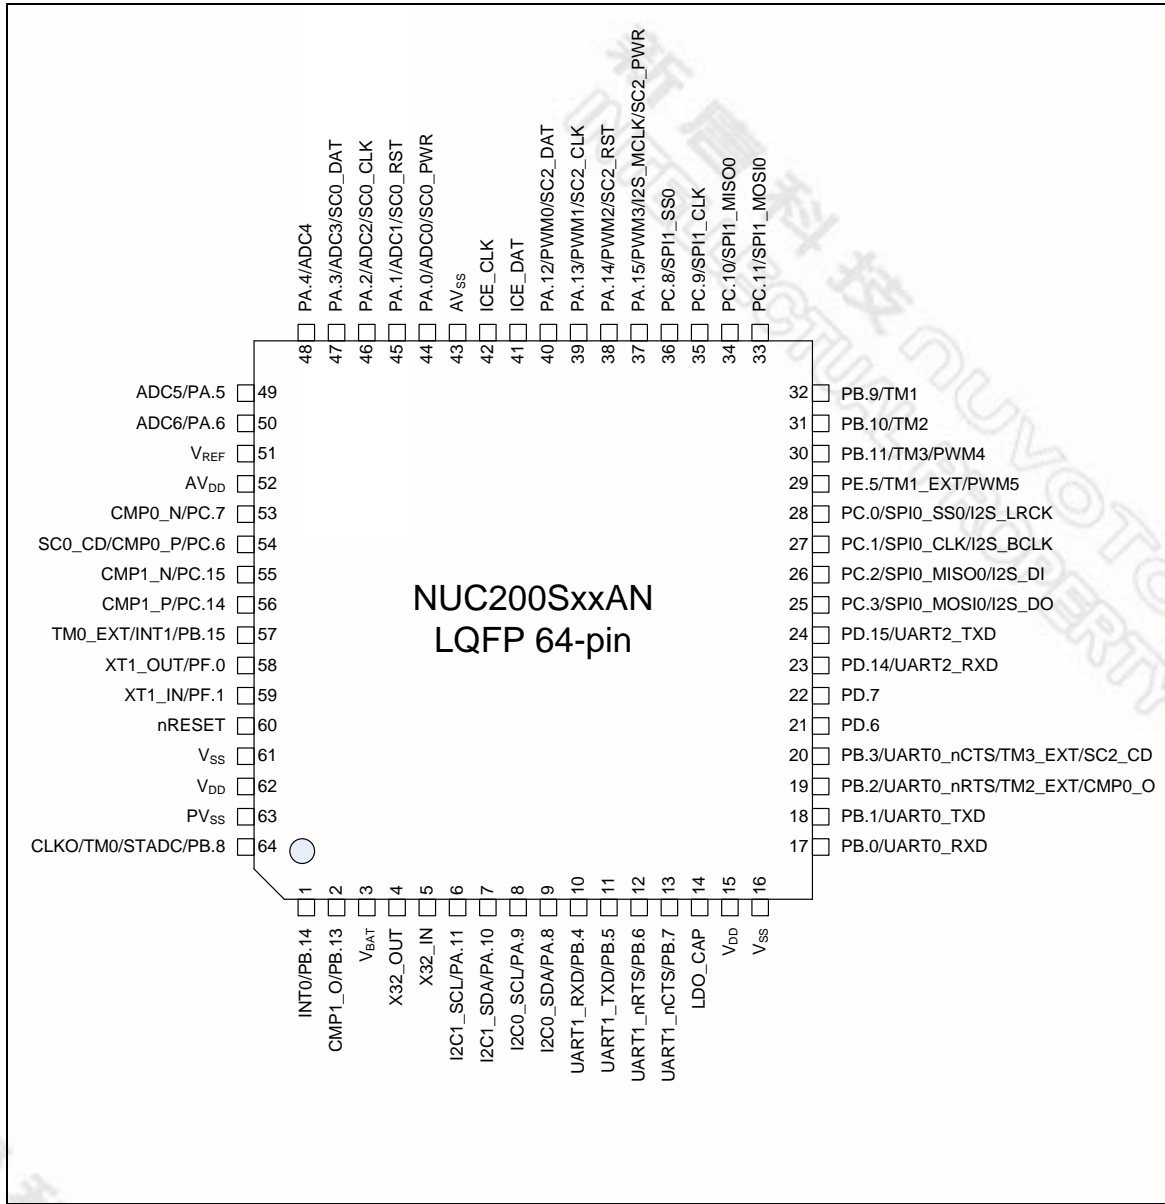 PA.4/ADC4
PA.3/ADC3/SC0_DAT
PA.2/ADC2/SC0_CLK
PA.1/ADC1/SC0_RST
PA.0/ADC0/SC0_PWR
AVSS
ICE_CLK
ICE_DAT
PA.12/PWM0/SC2_DAT
PA.13/PWM1/SC2_CLK
PA.14/PWM2/SC2_RST
PA.15/PWM3/I2S_MCLK/SC2_PWR
PC.8/SPI1_SS0
PC.9/SPI1_CLK
PC.10/SPI1_MISO0
PC.11/SPI1_MOSI0
48 47 46 45 44 43 42 41 40 39 38 37 36 35 34 33
ADC5/PA.5 49
ADC6/PA.6 50
VREF 51
AVDD 52
CMP0_N/PC.7 53
SC0_CD/CMP0_P/PC.6 54
CMP1_N/PC.15 55
CMP1_P/PC.14 56
TM0_EXT/INT1/PB.15 57
XT1_OUT/PF.0 58
XT1_IN/PF.1 59
nRESET 60
VSS 61
VDD 62
PVSS 63
CLKO/TM0/STADC/PB.8 64
NUC200SxxAN
LQFP 64-pin
32 PB.9/TM1
31 PB.10/TM2
30 PB.11/TM3/PWM4
29 PE.5/TM1_EXT/PWM5
28 PC.0/SPI0_SS0/I2S_LRCK
27 PC.1/SPI0_CLK/I2S_BCLK
26 PC.2/SPI0_MISO0/I2S_DI
25 PC.3/SPI0_MOSI0/I2S_DO
24 PD.15/UART2_TXD
23 PD.14/UART2_RXD
22 PD.7
21 PD.6
20 PB.3/UART0_nCTS/TM3_EXT/SC2_CD
19 PB.2/UART0_nRTS/TM2_EXT/CMP0_O
18 PB.1/UART0_TXD
17 PB.0/UART0_RXD
1 2 3 4 5 6 7 8 9 10 11 12 13 14 15 16
INT0/PB.14
CMP1_O/PB.13
VBAT
X32_OUT
X32_IN
I2C1_SCL/PA.11
I2C1_SDA/PA.10
I2C0_SCL/PA.9
I2C0_SDA/PA.8
UART1_RXD/PB.4
UART1_TXD/PB.5
UART1_nRTS/PB.6
UART1_nCTS/PB.7
LDO_CAP
VDD
VSS
新唐科技 nuvoTo
INTELLECTUAL PROPERTY